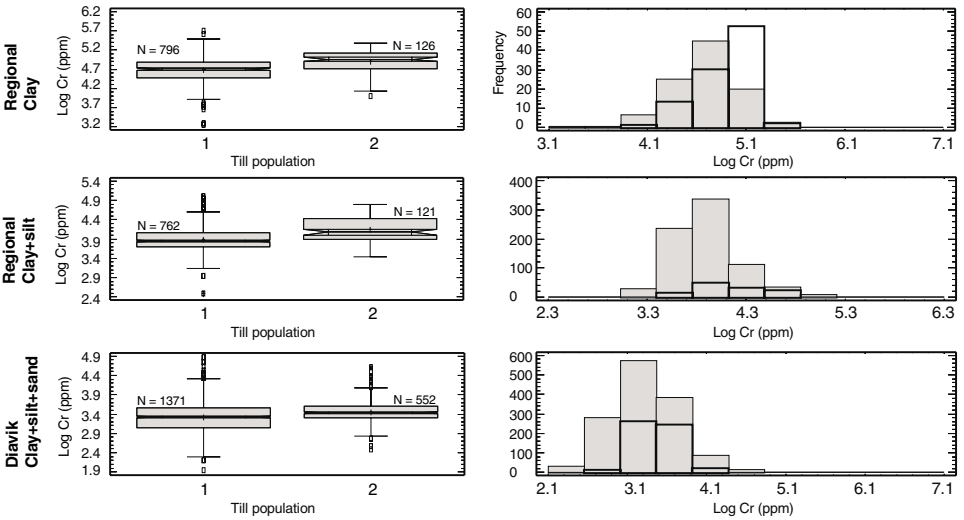 Regional
Clay
Log Cr (ppm)
6.2
5.7
5.2
4.7
4.2
3.7
3.2
N = 796
N = 126
1
2
Till population
Frequency
60
50
40
30
20
10
0
3.1
4.1
5.1
6.1
7.1
Log Cr (ppm)
Regional
Clay+silt
Log Cr (ppm)
5.4
4.9
4.4
3.9
3.4
2.9
2.4
N = 762
N = 121
1
2
Till population
400
300
200
100
0
2.3
3.3
4.3
5.3
6.3
Log Cr (ppm)
Diavik
Clay+silt+sand
Log Cr (ppm)
4.9
4.4
3.9
3.4
2.9
2.4
1.9
N = 1371
N = 552
1
2
Till population
600
500
400
300
200
100
0
2.1
3.1
4.1
5.1
6.1
7.1
Log Cr (ppm)